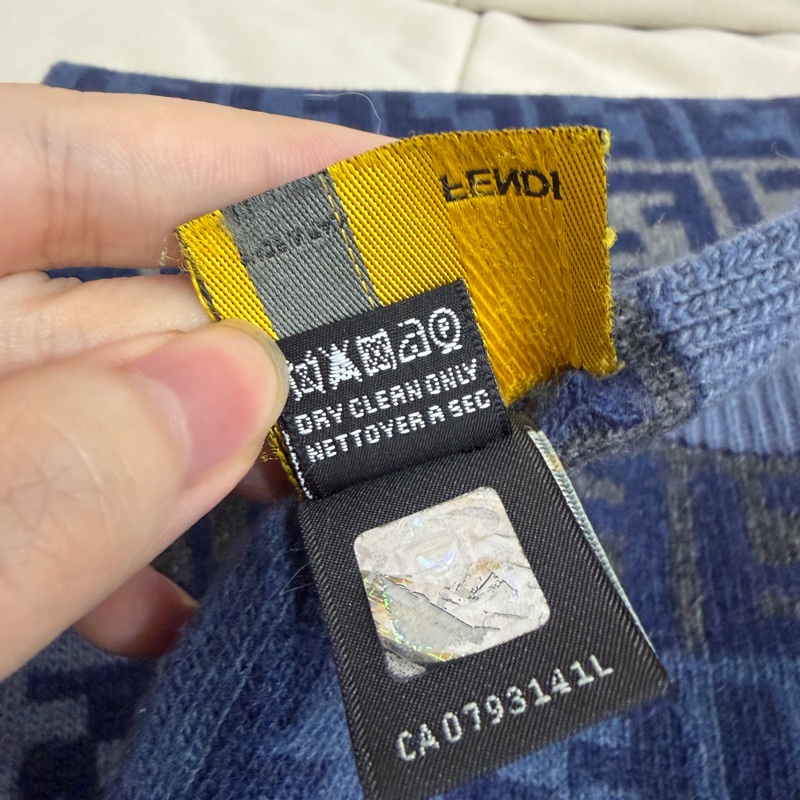 FENDI
DRY CLEAN ONLY
NETTOYER A SEC
CA0793141L